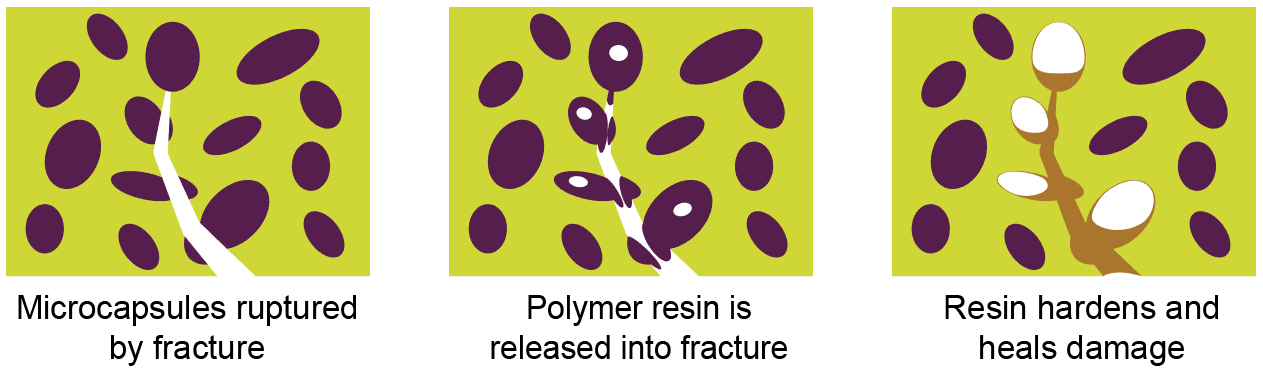 Microcapsules ruptured
by fracture
Polymer resin is
released into fracture
Resin hardens and
heals damage